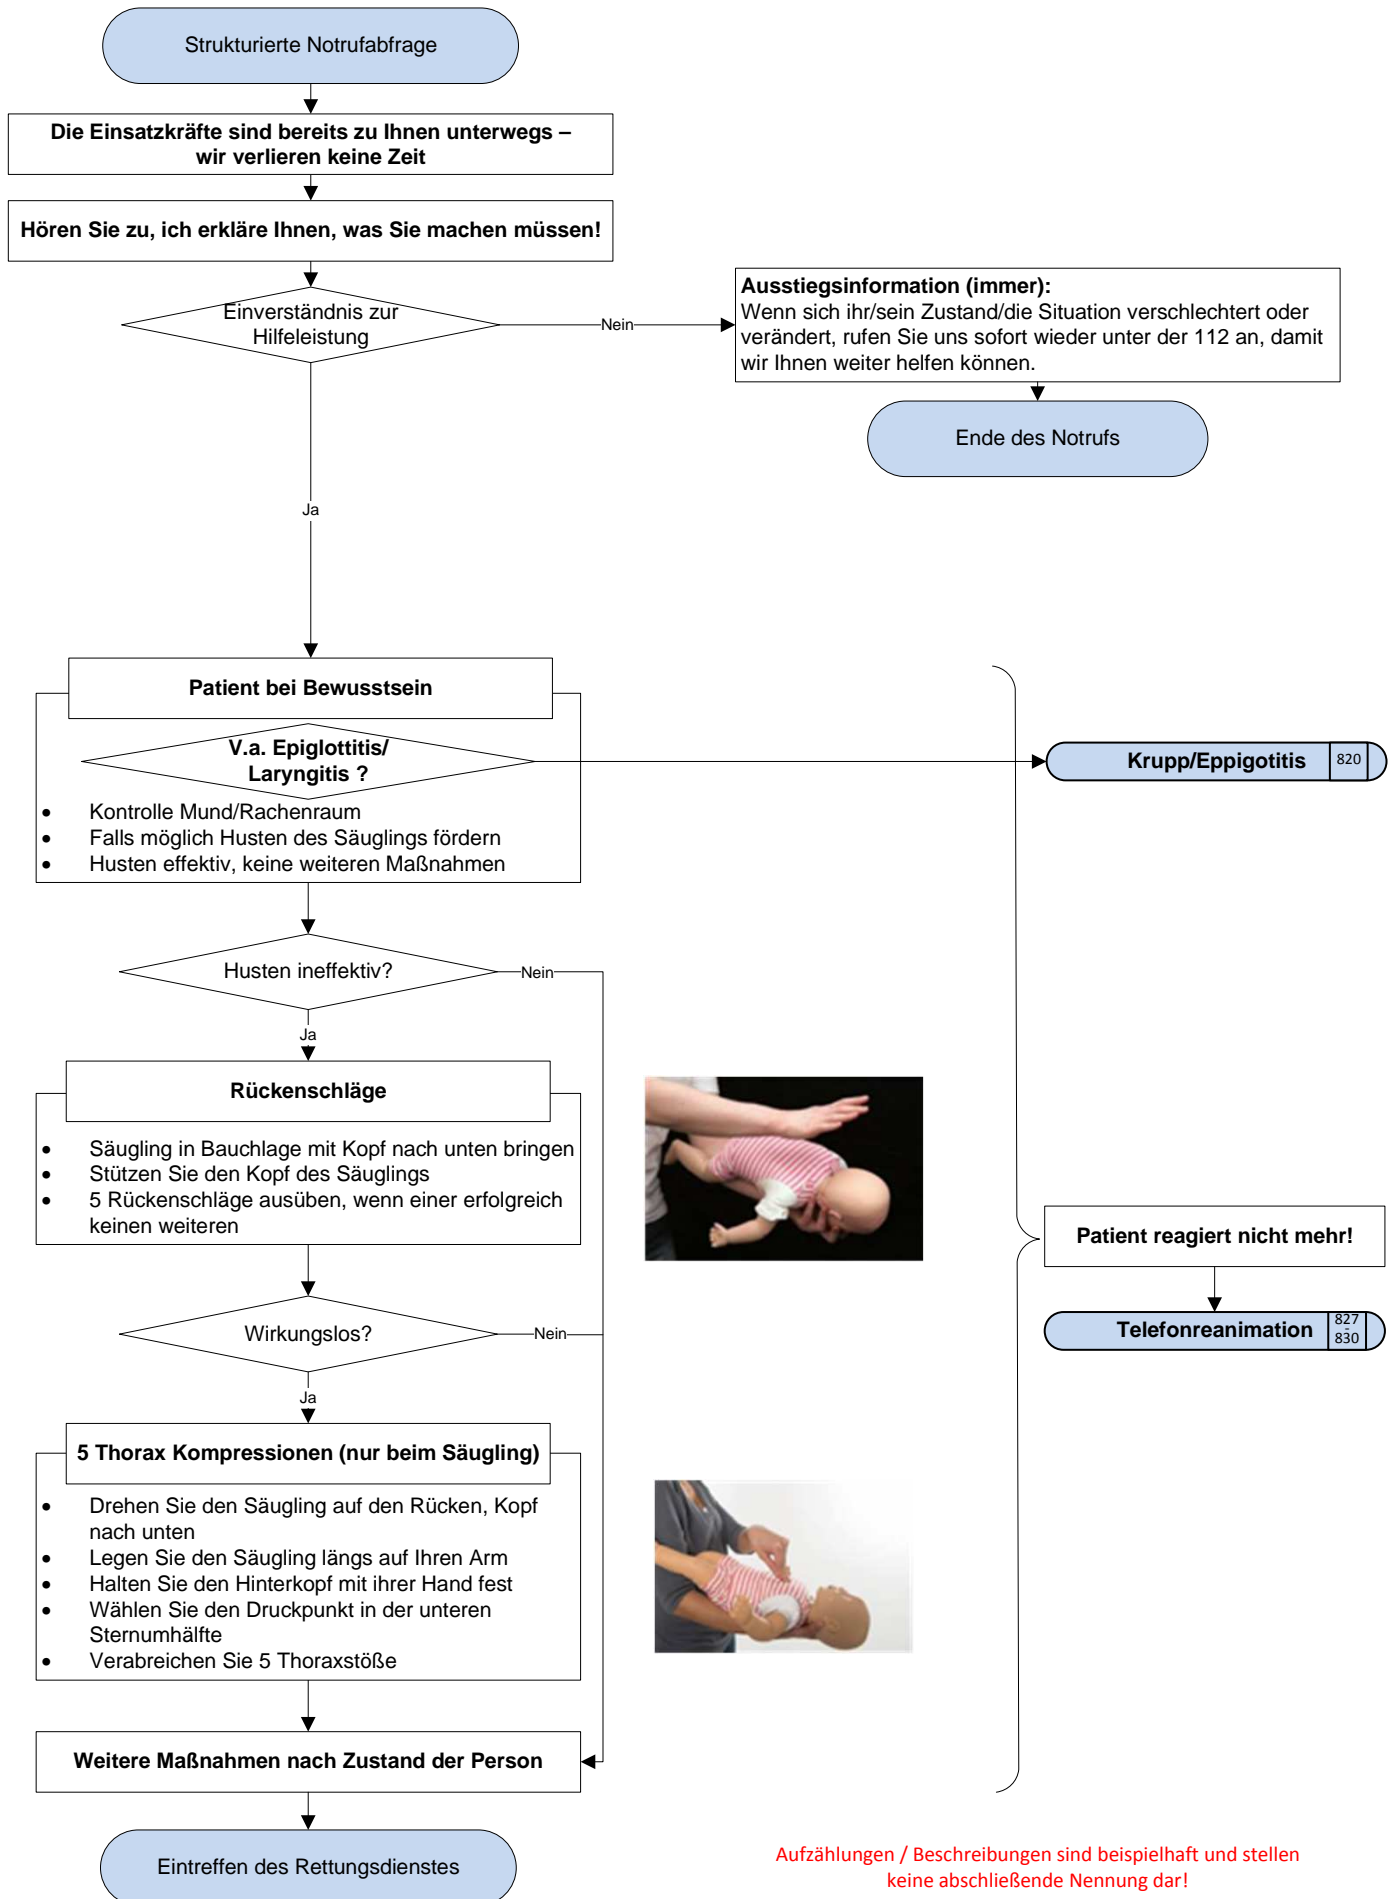 Strukturierte Notrufabfrage
Die Einsatzkräfte sind bereits zu Ihnen unterwegs –
wir verlieren keine Zeit
Hören Sie zu, ich erkläre Ihnen, was Sie machen müssen!
Einverständnis zur
Hilfeleistung
Nein
Ausstiegsinformation (immer):
Wenn sich ihr/sein Zustand/die Situation verschlechtert oder
verändert, rufen Sie uns sofort wieder unter der 112 an, damit
wir Ihnen weiter helfen können.
Ende des Notrufs
Ja
Patient bei Bewusstsein
V.a. Epiglottitis/
Laryngitis ?
Krupp/Eppigotitis 820
• Kontrolle Mund/Rachenraum
• Falls möglich Husten des Säuglings fördern
• Husten effektiv, keine weiteren Maßnahmen
Husten ineffektiv?
Nein
Ja
Rückenschläge
• Säugling in Bauchlage mit Kopf nach unten bringen
• Stützen Sie den Kopf des Säuglings
• 5 Rückenschläge ausüben, wenn einer erfolgreich
keinen weiteren
Patient reagiert nicht mehr!
Telefonreanimation
827
-
830
Wirkungslos?
Nein
Ja
5 Thorax Kompressionen (nur beim Säugling)
• Drehen Sie den Säugling auf den Rücken, Kopf
nach unten
• Legen Sie den Säugling längs auf Ihren Arm
• Halten Sie den Hinterkopf mit ihrer Hand fest
• Wählen Sie den Druckpunkt in der unteren
Sternumhälfte
• Verabreichen Sie 5 Thoraxstöße
Weitere Maßnahmen nach Zustand der Person
Eintreffen des Rettungsdienstes
Aufzählungen / Beschreibungen sind beispielhaft und stellen
keine abschließende Nennung dar!